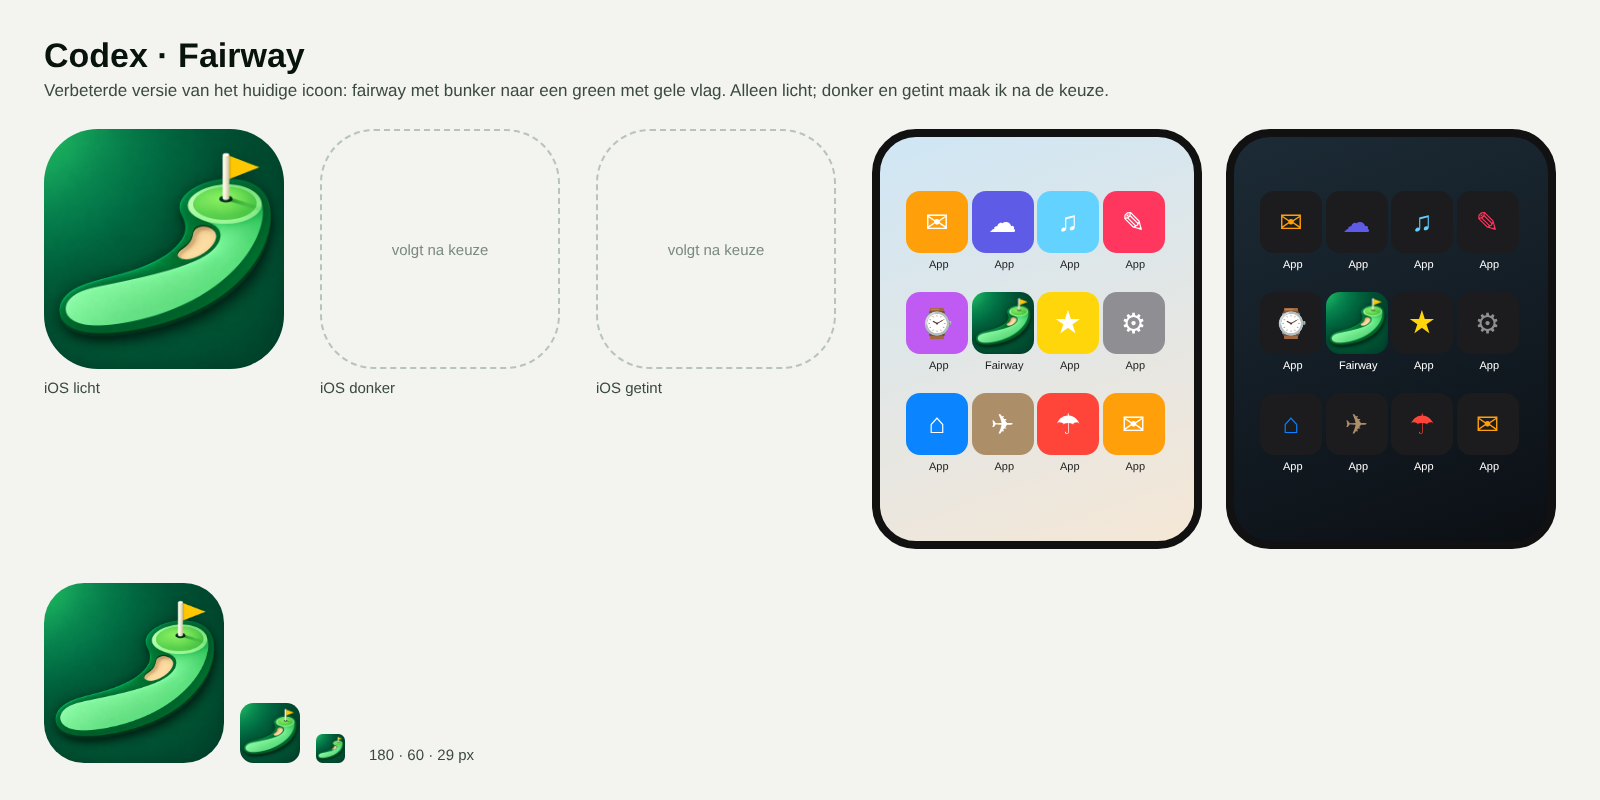 Codex · Fairway
Verbeterde versie van het huidige icoon: fairway met bunker naar een green met gele vlag. Alleen licht; donker en getint maak ik na de keuze.
volgt na keuze
volgt na keuze
iOS licht
iOS donker
iOS getint
App App App App
App Fairway App App
App App App App
App App App App
App Fairway App App
App App App App
180 · 60 · 29 px